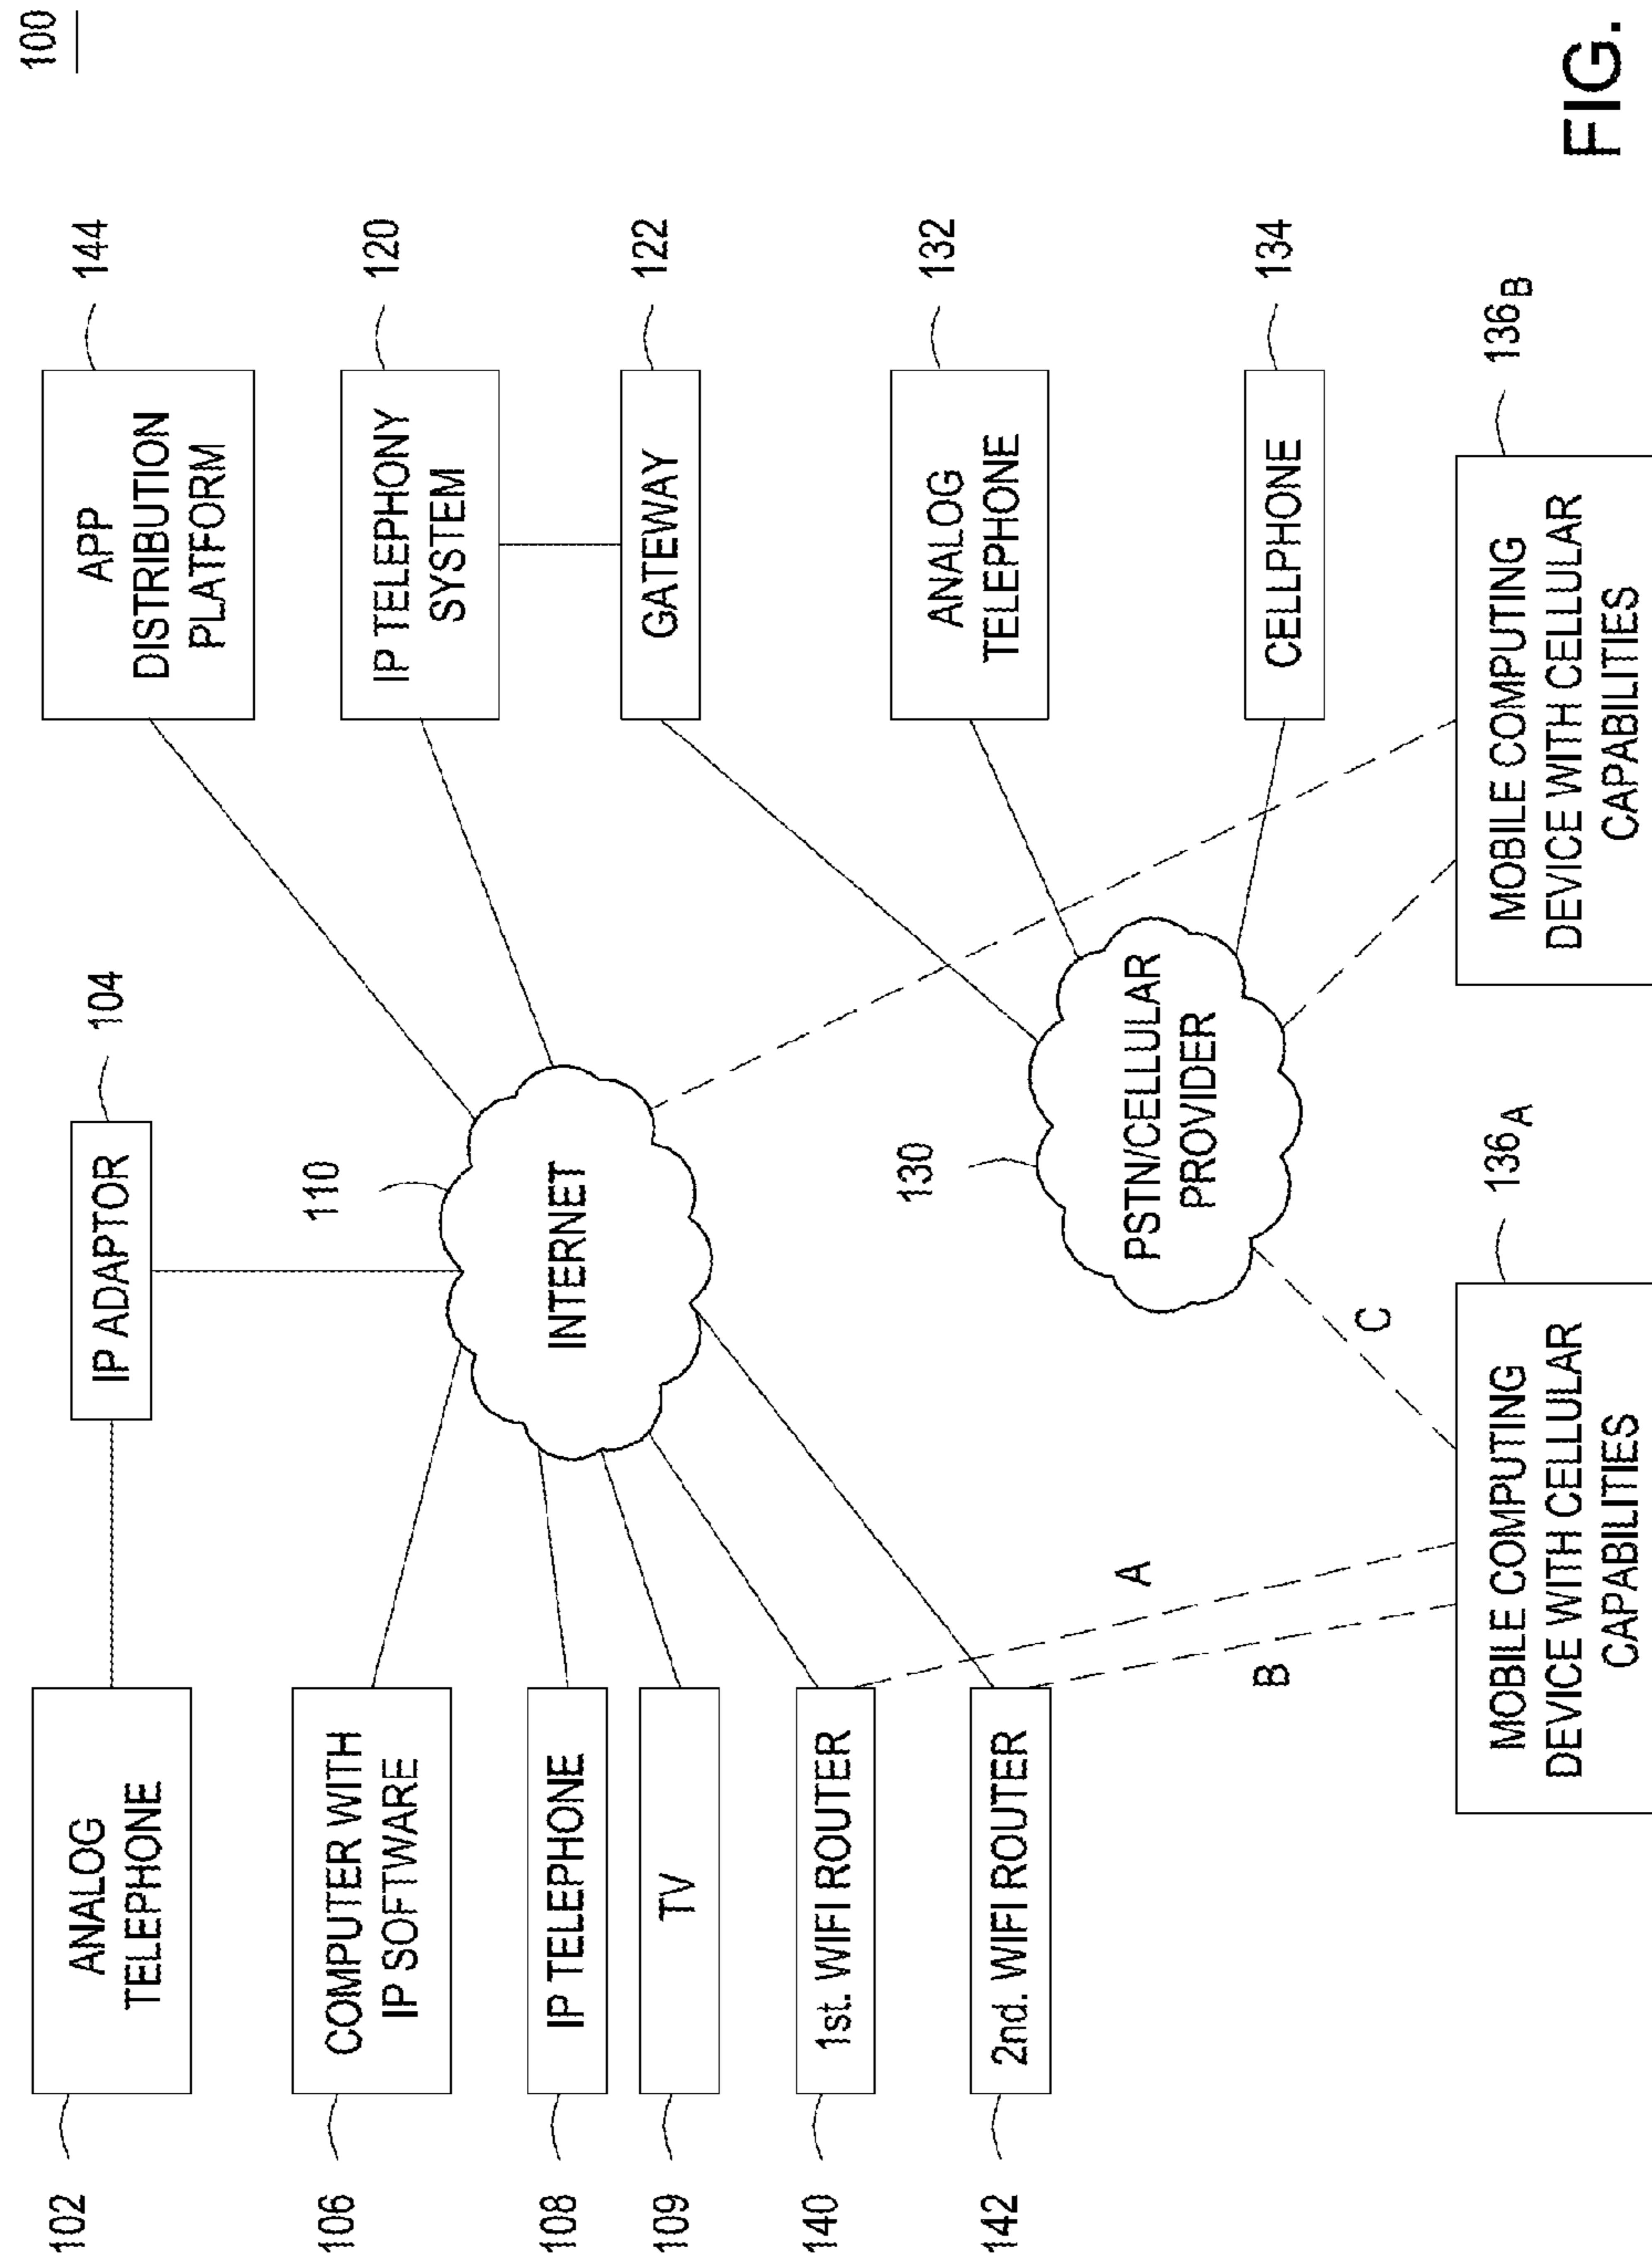 100
ANALOG
TELEPHONE
102
IP ADAPTOR
104
APP
DISTRIBUTION
PLATFORM
144
COMPUTER WITH
IP SOFTWARE
106
110
INTERNET
IP TELEPHONY
SYSTEM
120
IP TELEPHONE
108
TV
109
GATEWAY
122
1st. WIFI ROUTER
140
2nd. WIFI ROUTER
142
130
PSTN/CELLULAR
PROVIDER
ANALOG
TELEPHONE
132
CELLPHONE
134
A
B
C
MOBILE COMPUTING
DEVICE WITH CELLULAR
CAPABILITIES
136A
MOBILE COMPUTING
DEVICE WITH CELLULAR
CAPABILITIES
136B
FIG.